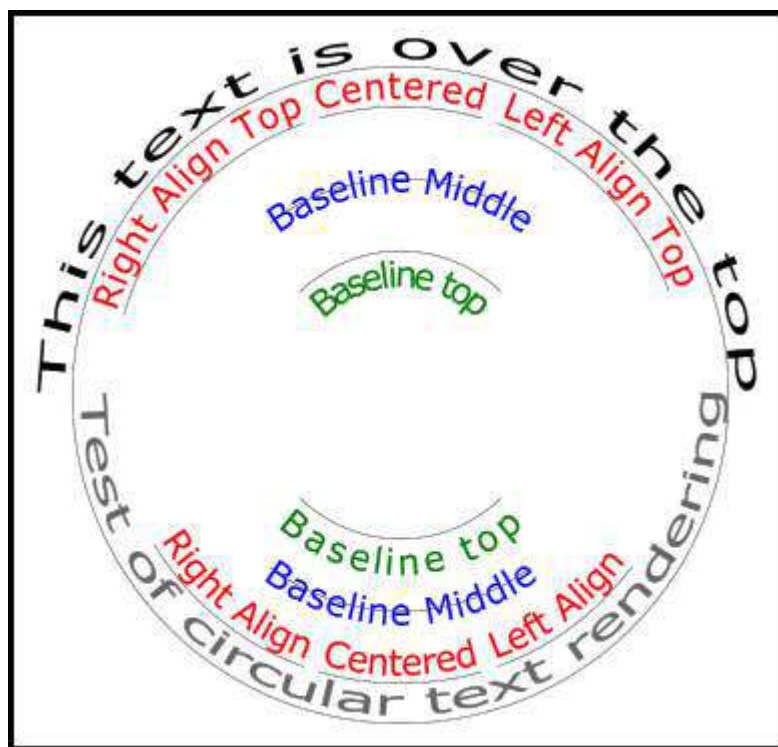 This text is over the top
Right Align Top Centered Left Align Top
Baseline Middle
Baseline top
Baseline top
Baseline Middle
Right Align Centered Left Align
Test of circular text rendering